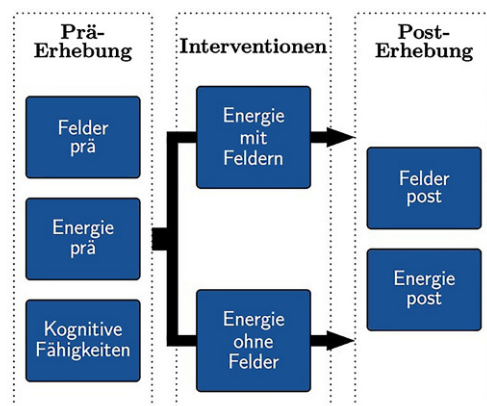 Prä-
Erhebung
Felder
prä
Energie
prä
Kognitive
Fähigkeiten
Interventionen
Energie
mit
Feldern
Energie
ohne
Felder
Post-
Erhebung
Felder
post
Energie
post